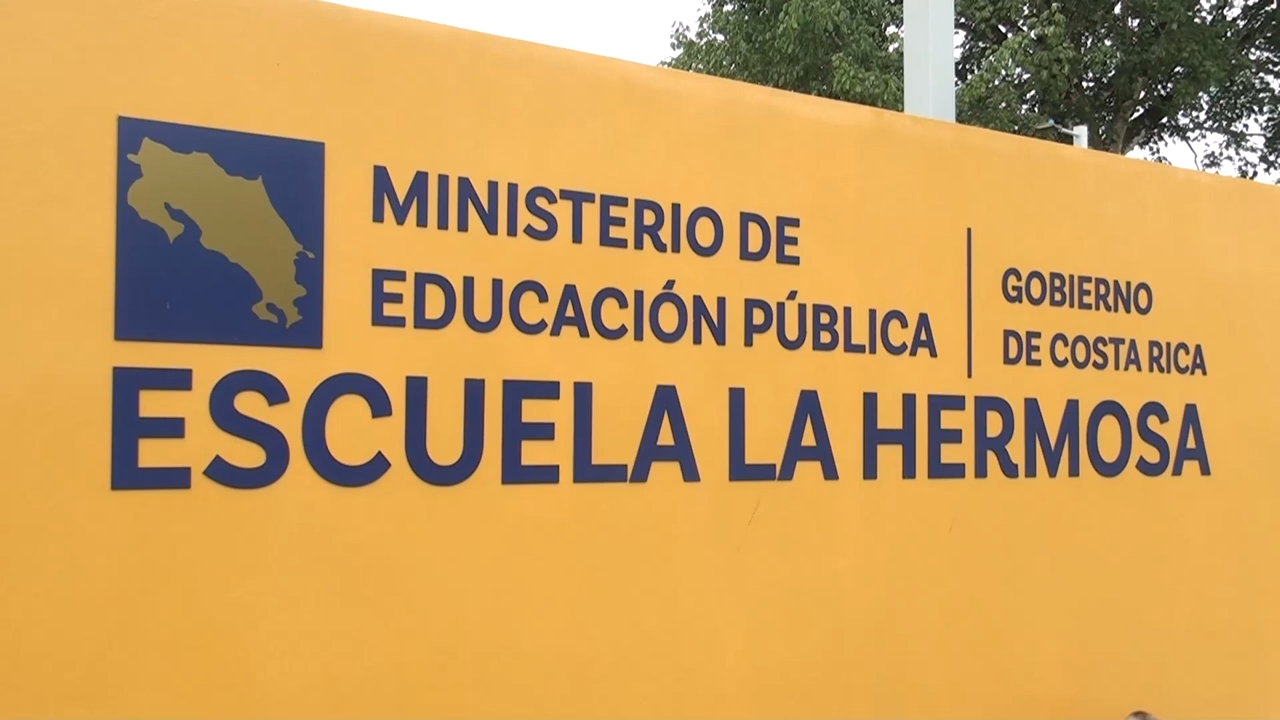 MINISTERIO DE
EDUCACIÓN PÚBLICA
GOBIERNO
DE COSTA RICA
ESCUELA LA HERMOSA